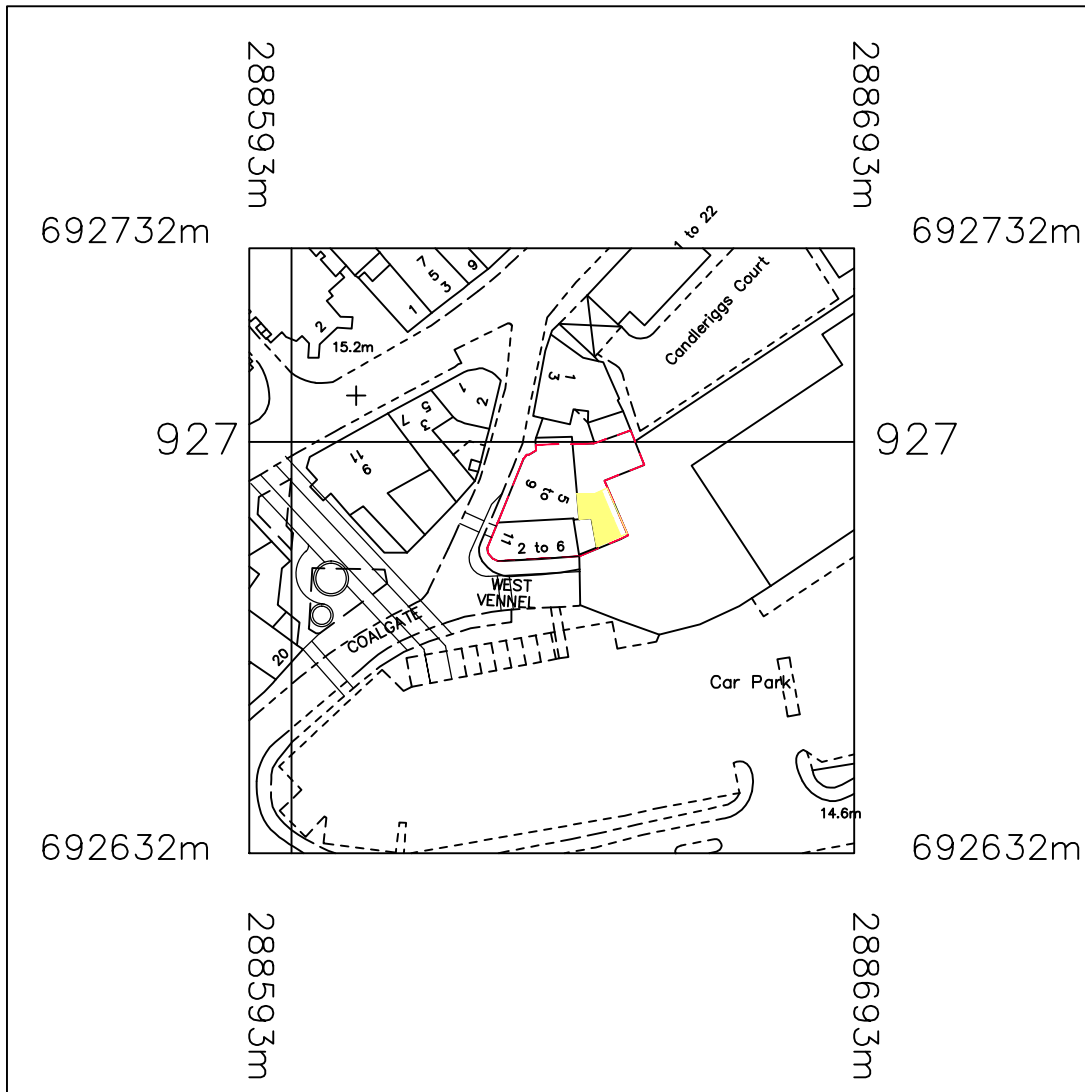 288593m
288693m
692732m
692732m
1 to 22
Candleriggs Court
7
5
3
9
1
2
15.2m
1
3
1
2
5
3
7
9
11
927
927
5
to
9
11
2 to 6
WEST
VENNEL
COALGATE
20
Car Park
14.6m
692632m
692632m
288593m
288693m